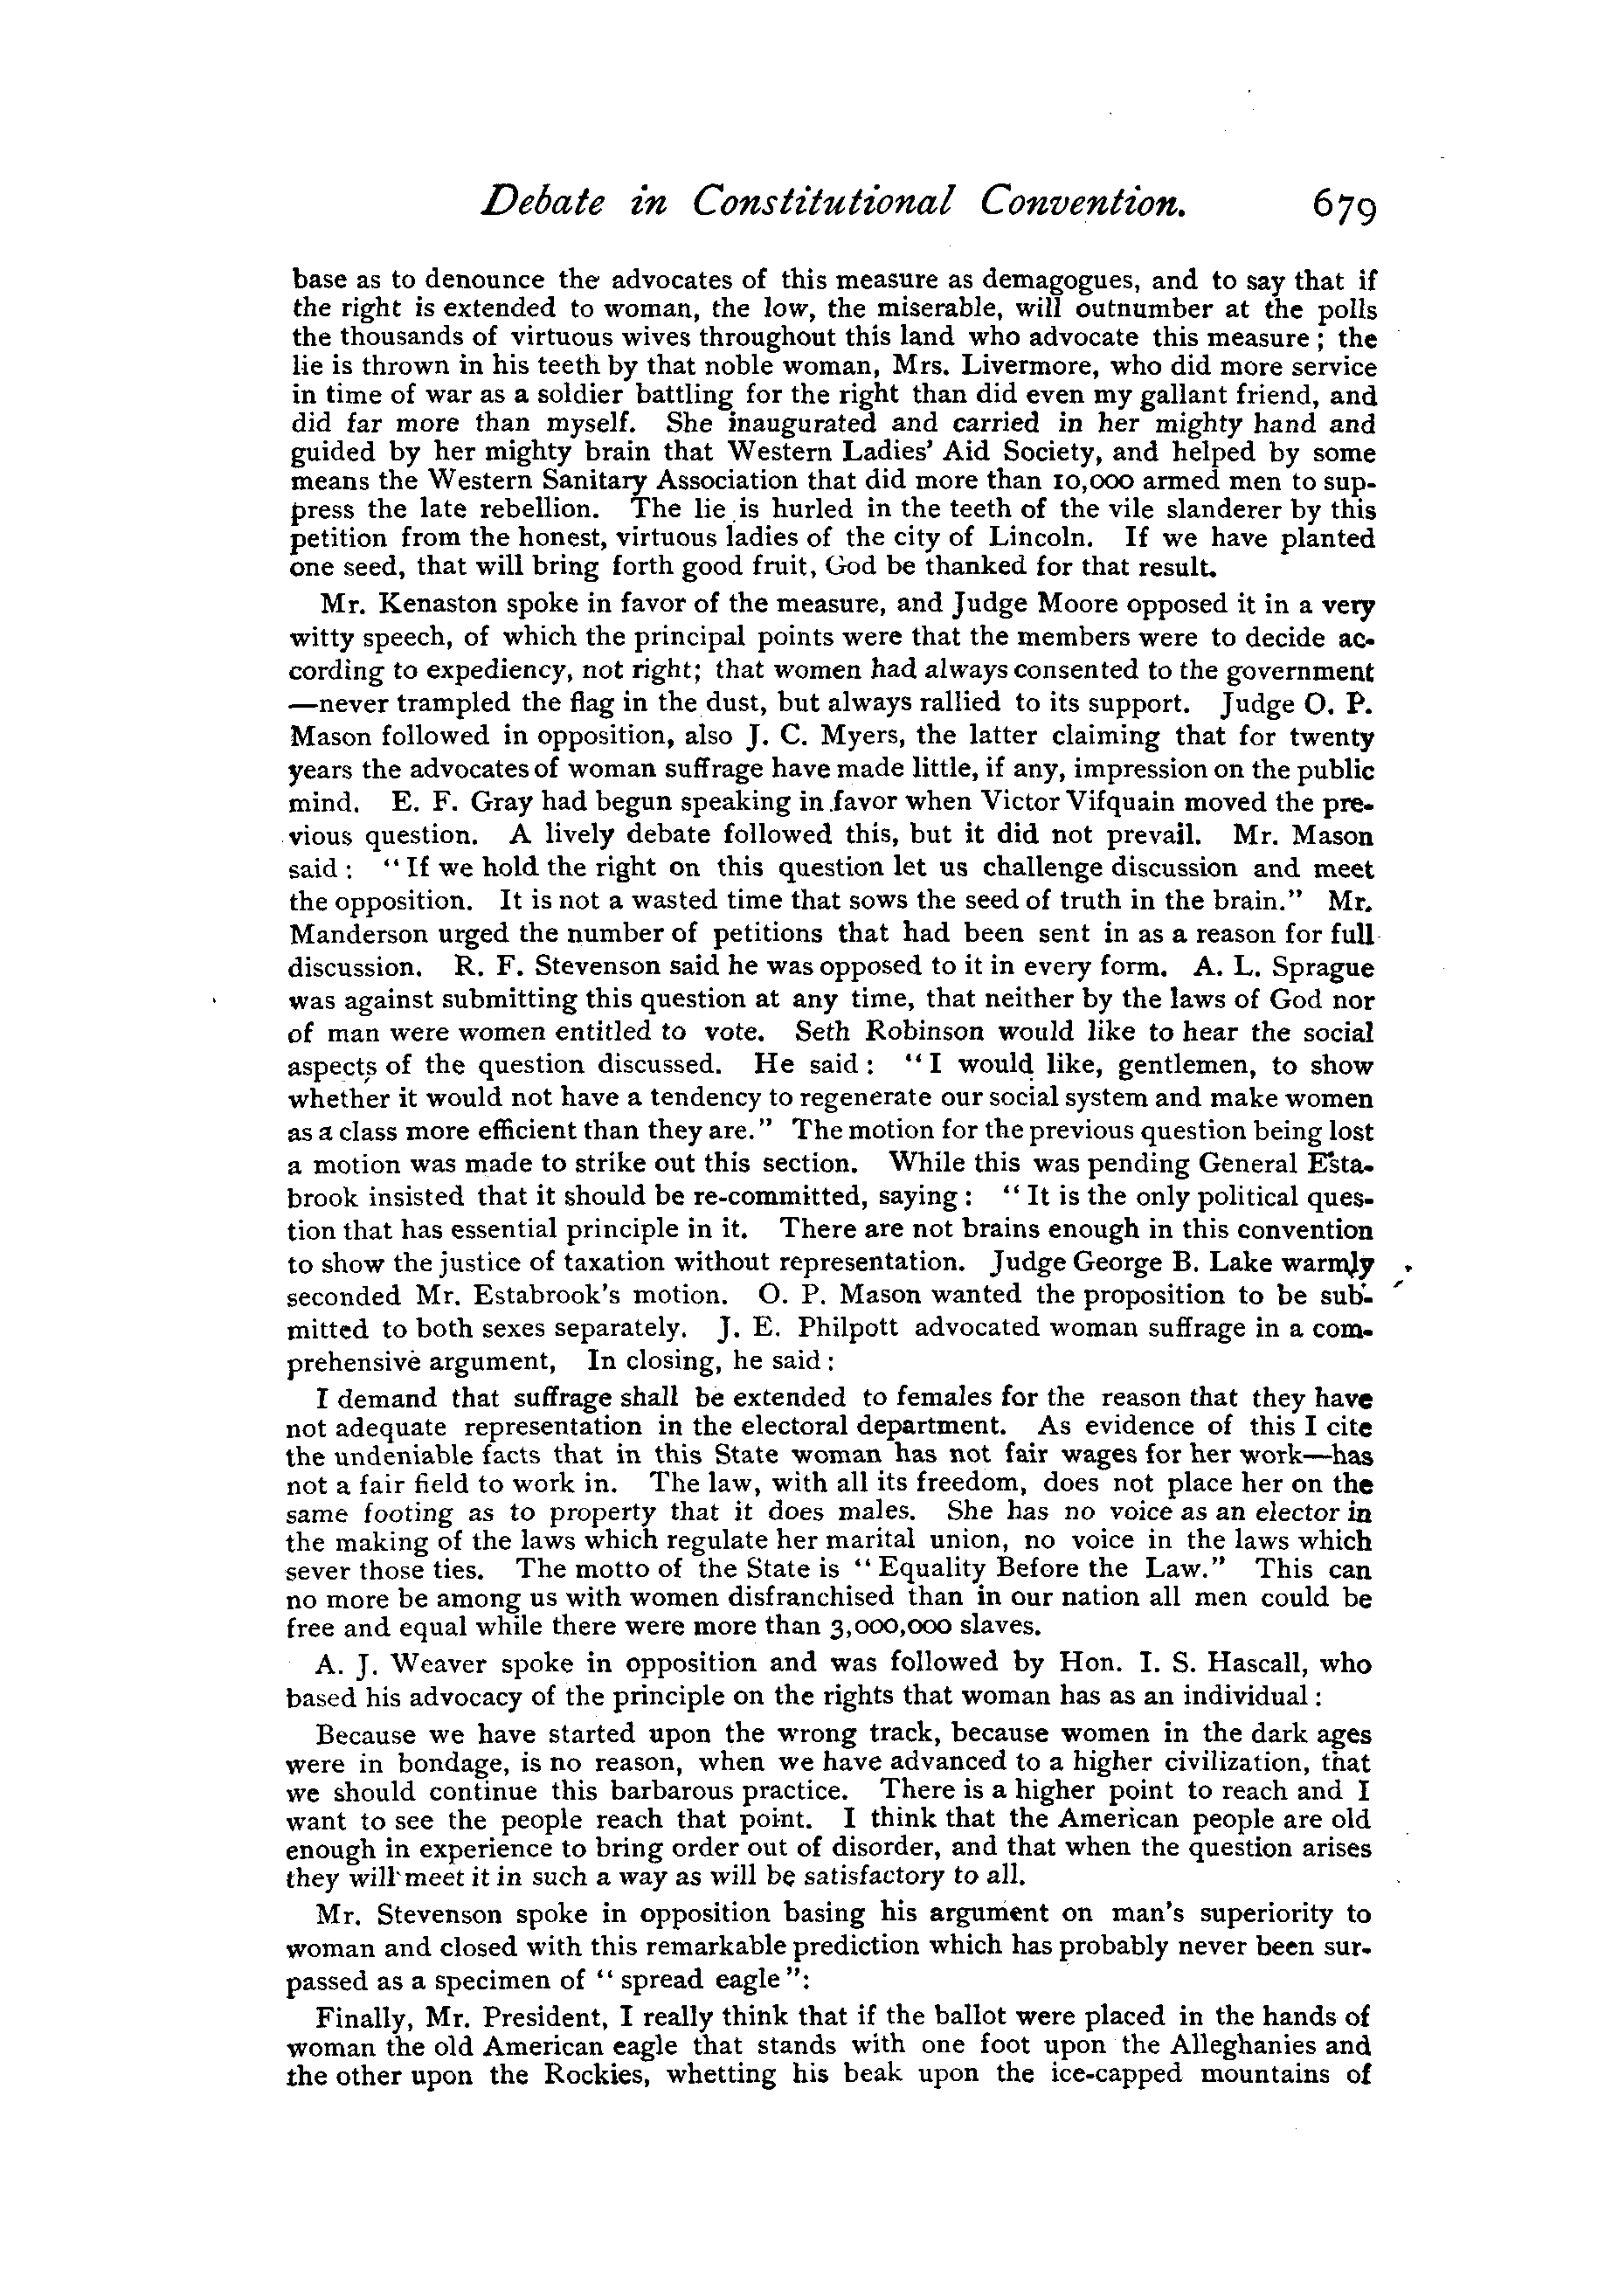 Debate in Constitutional Convention. 679
base as to denounce the advocates of this measure as demagogues, and to say that if
the right is extended to woman, the low, the miserable, will outnumber at the polls
the thousands of virtuous wives throughout this land who advocate this measure ; the
lie is thrown in his teeth by that noble woman, Mrs. Livermore, who did more service
in time of war as a soldier battling for the right than did even my gallant friend, and
did far more than myself. She inaugurated and carried in her mighty hand and
guided by her mighty brain that Western Ladies' Aid Society, and helped by some
means the Western Sanitary Association that did more than 10,000 armed men to sup-
press the late rebellion. The lie is hurled in the teeth of the vile slanderer by this
petition from the honest, virtuous ladies of the city of Lincoln. If we have planted
one seed, that will bring forth good fruit, God be thanked for that result.
Mr. Kenaston spoke in favor of the measure, and Judge Moore opposed it in a very
witty speech, of which the principal points were that the members were to decide ac-
cording to expediency, not right; that women had always consented to the government
—never trampled the flag in the dust, but always rallied to its support. Judge O. P.
Mason followed in opposition, also J. C. Myers, the latter claiming that for twenty
years the advocates of woman suffrage have made little, if any, impression on the public
mind. E. F. Gray had begun speaking in favor when Victor Vifquain moved the pre-
vious question. A lively debate followed this, but it did not prevail. Mr. Mason
said : "If we hold the right on this question let us challenge discussion and meet
the opposition. It is not a wasted time that sows the seed of truth in the brain." Mr.
Manderson urged the number of petitions that had been sent in as a reason for full
discussion. R. F. Stevenson said he was opposed to it in every form. A. L. Sprague
was against submitting this question at any time, that neither by the laws of God nor
of man were women entitled to vote. Seth Robinson would like to hear the social
aspects of the question discussed. He said : "I would like, gentlemen, to show
whether it would not have a tendency to regenerate our social system and make women
as a class more efficient than they are." The motion for the previous question being lost
a motion was made to strike out this section. While this was pending General Esta-
brook insisted that it should be re-committed, saying : "It is the only political ques-
tion that has essential principle in it. There are not brains enough in this convention
to show the justice of taxation without representation. Judge George B. Lake warmly
seconded Mr. Estabrook's motion. O. P. Mason wanted the proposition to be sub-
mitted to both sexes separately. J. E. Philpott advocated woman suffrage in a com-
prehensive argument, In closing, he said :
I demand that suffrage shall be extended to females for the reason that they have
not adequate representation in the electoral department. As evidence of this I cite
the undeniable facts that in this State woman has not fair wages for her work—has
not a fair field to work in. The law, with all its freedom, does not place her on the
same footing as to property that it does males. She has no voice as an elector in
the making of the laws which regulate her marital union, no voice in the laws which
sever those ties. The motto of the State is "Equality Before the Law." This can
no more be among us with women disfranchised than in our nation all men could be
free and equal while there were more than 3,000,000 slaves.
A. J. Weaver spoke in opposition and was followed by Hon. I. S. Hascall, who
based his advocacy of the principle on the rights that woman has as an individual :
Because we have started upon the wrong track, because women in the dark ages
were in bondage, is no reason, when we have advanced to a higher civilization, that
we should continue this barbarous practice. There is a higher point to reach and I
want to see the people reach that point. I think that the American people are old
enough in experience to bring order out of disorder, and that when the question arises
they will meet it in such a way as will be satisfactory to all.
Mr. Stevenson spoke in opposition basing his argument on man's superiority to
woman and closed with this remarkable prediction which has probably never been sur-
passed as a specimen of "spread eagle":
Finally, Mr. President, I really think that if the ballot were placed in the hands of
woman the old American eagle that stands with one foot upon the Alleghanies and
the other upon the Rockies, whetting his beak upon the ice-capped mountains of